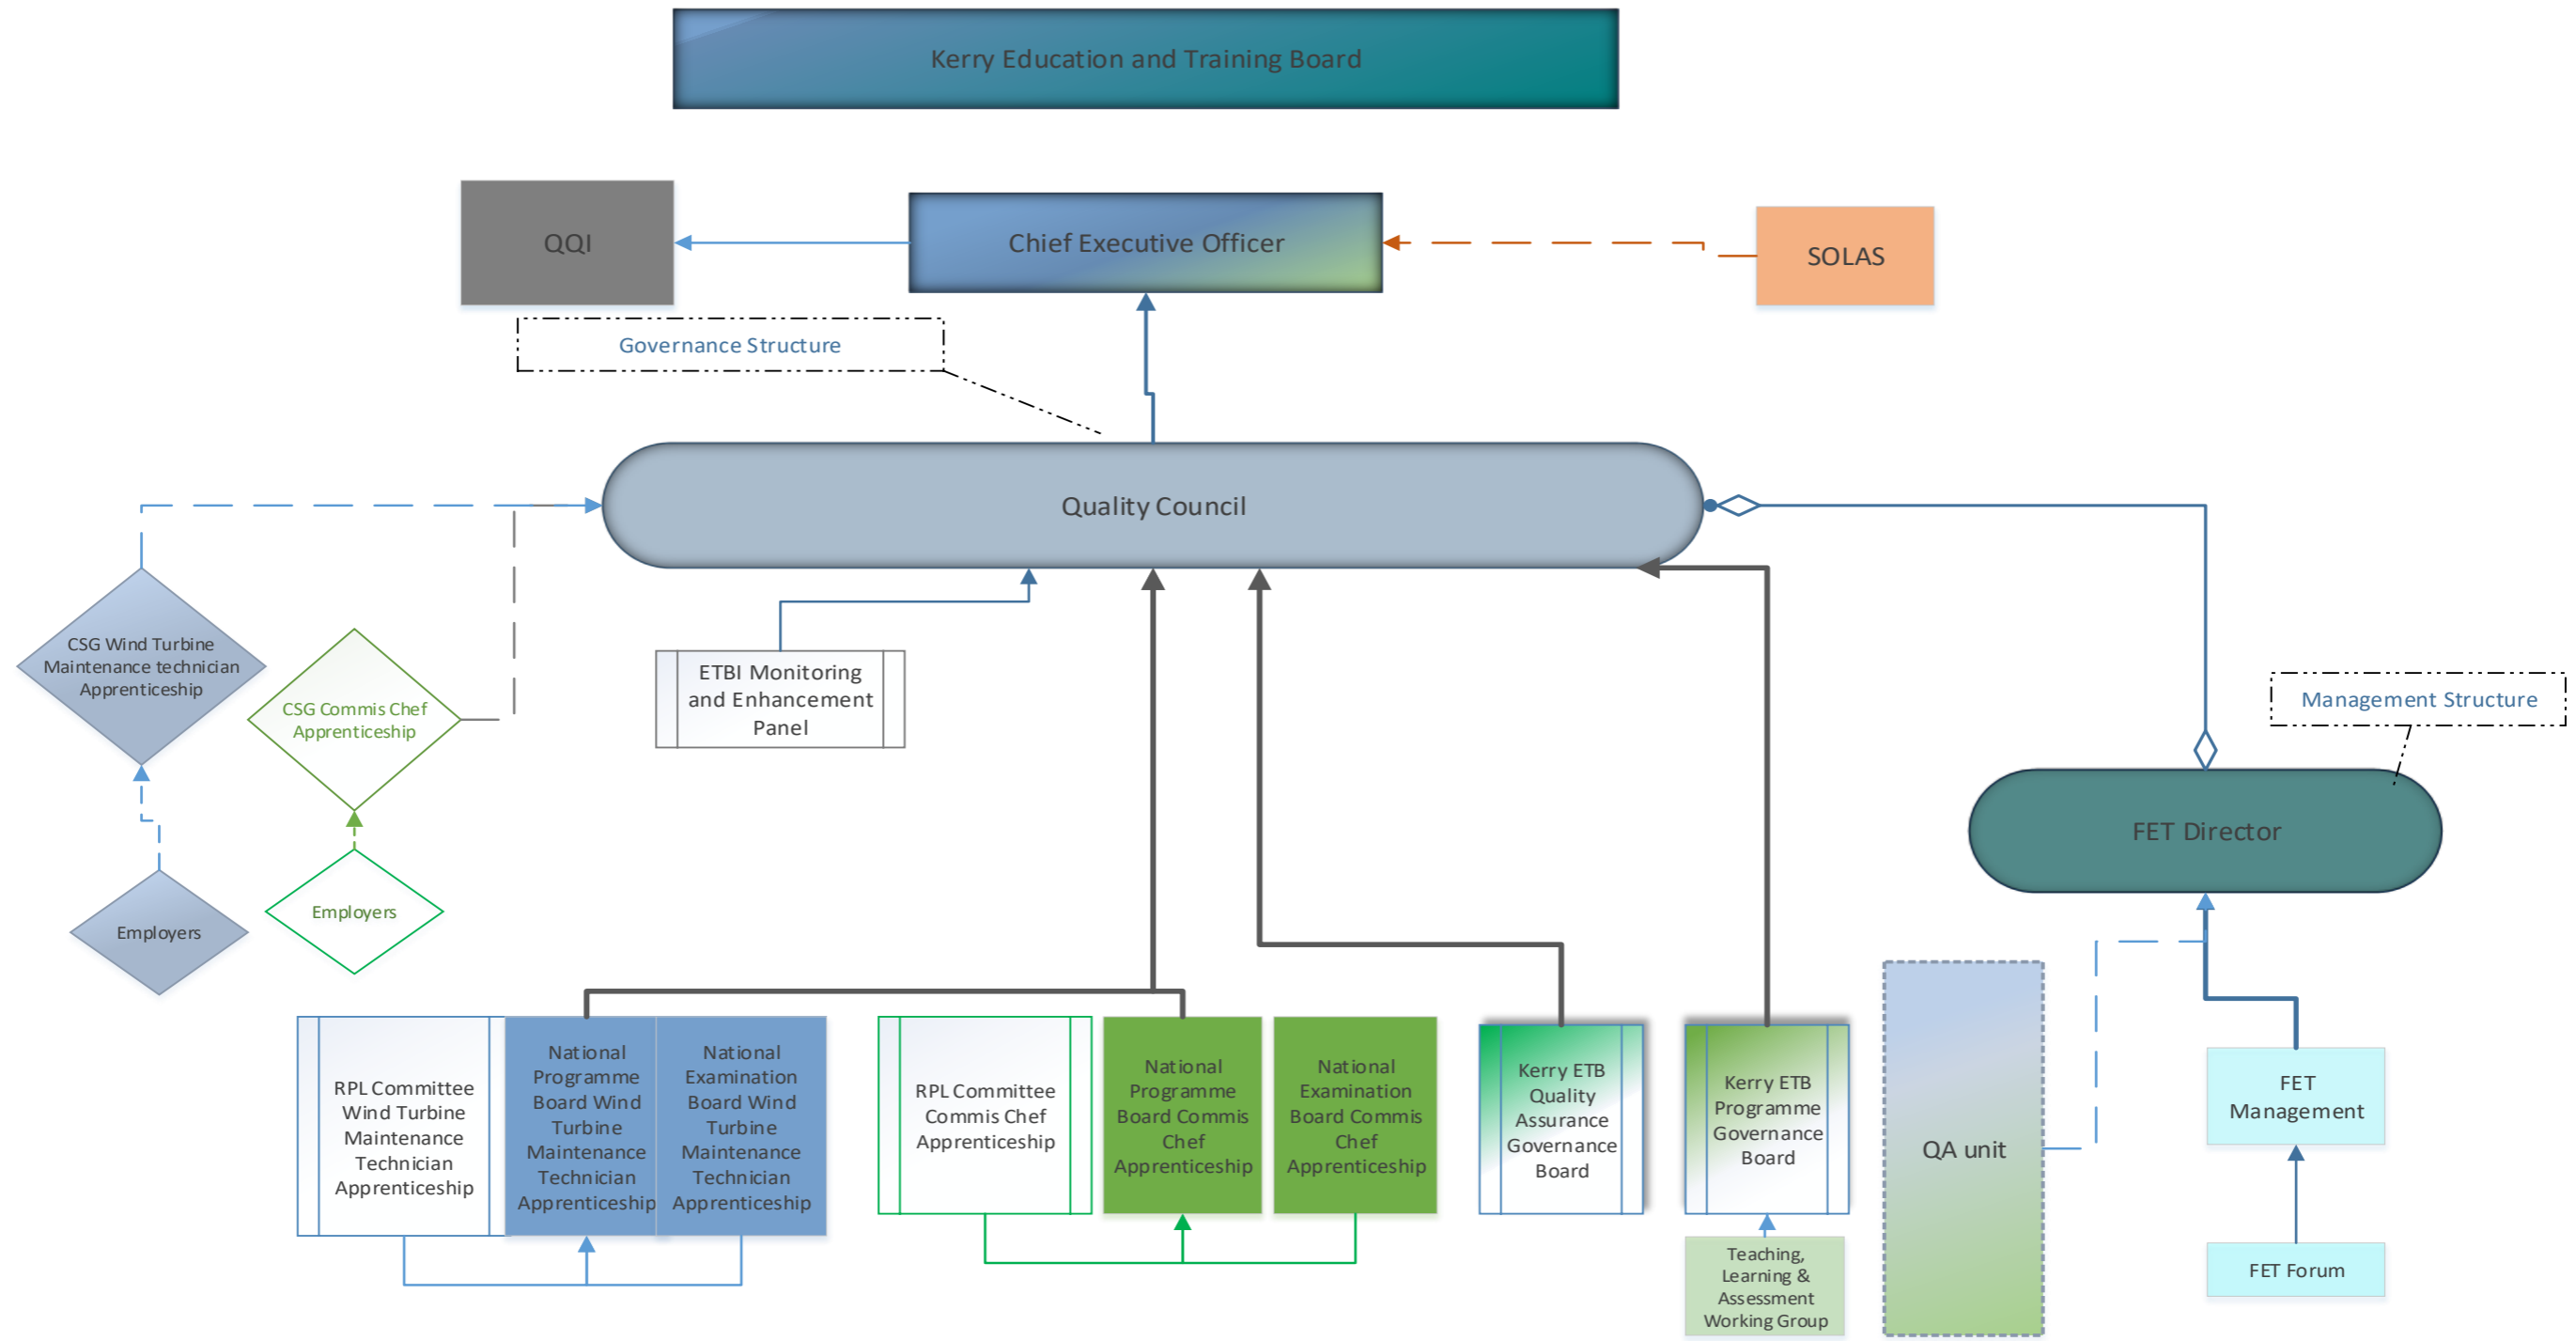 Kerry Education and Training Board
QQI
Chief Executive Officer
SOLAS
Governance Structure
Quality Council
CSG Wind Turbine
Maintenance technician
Apprenticeship
CSG Commis Chef
Apprenticeship
ETBI Monitoring
and Enhancement
Panel
Management Structure
FET Director
Employers
Employers
RPL Committee
Wind Turbine
Maintenance
Technician
Apprenticeship
National
Programme
Board Wind
Turbine
Maintenance
Technician
Apprenticeship
National
Examination
Board Wind
Turbine
Maintenance
Technician
Apprenticeship
RPL Committee
Commis Chef
Apprenticeship
National
Programme
Board Commis
Chef
Apprenticeship
National
Examination
Board Commis
Chef
Apprenticeship
Kerry ETB
Quality
Assurance
Governance
Board
Kerry ETB
Programme
Governance
Board
Teaching,
Learning &
Assessment
Working Group
QA unit
FET
Management
FET Forum